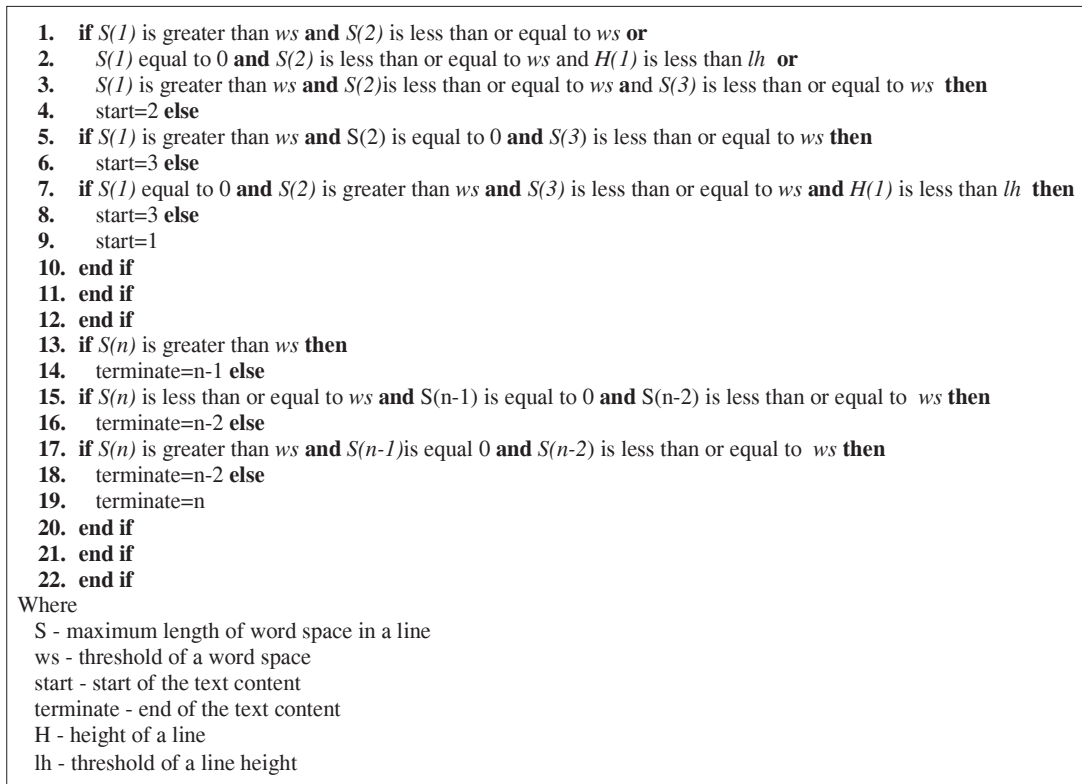 1. if S(1) is greater than ws and S(2) is less than or equal to ws or
2. S(1) equal to 0 and S(2) is less than or equal to ws and H(1) is less than lh or
3. S(1) is greater than ws and S(2)is less than or equal to ws and S(3) is less than or equal to ws then
4. start=2 else
5. if S(1) is greater than ws and S(2) is equal to 0 and S(3) is less than or equal to ws then
6. start=3 else
7. if S(1) equal to 0 and S(2) is greater than ws and S(3) is less than or equal to ws and H(1) is less than lh then
8. start=3 else
9. start=1
10. end if
11. end if
12. end if
13. if S(n) is greater than ws then
14. terminate=n-1 else
15. if S(n) is less than or equal to ws and S(n-1) is equal to 0 and S(n-2) is less than or equal to ws then
16. terminate=n-2 else
17. if S(n) is greater than ws and S(n-1)is equal 0 and S(n-2) is less than or equal to ws then
18. terminate=n-2 else
19. terminate=n
20. end if
21. end if
22. end if
Where
S - maximum length of word space in a line
ws - threshold of a word space
start - start of the text content
terminate - end of the text content
H - height of a line
lh - threshold of a line height